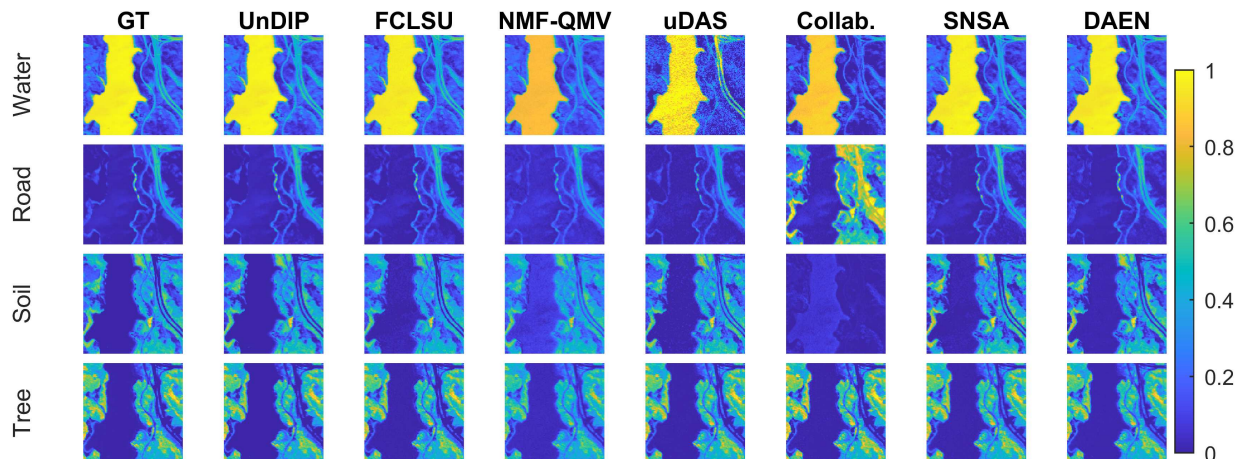 GT UnDIP FCLSU NMF-QMV uDAS Collab. SNSA DAEN
Water
Road
Soil
Tree
1
0.8
0.6
0.4
0.2
0